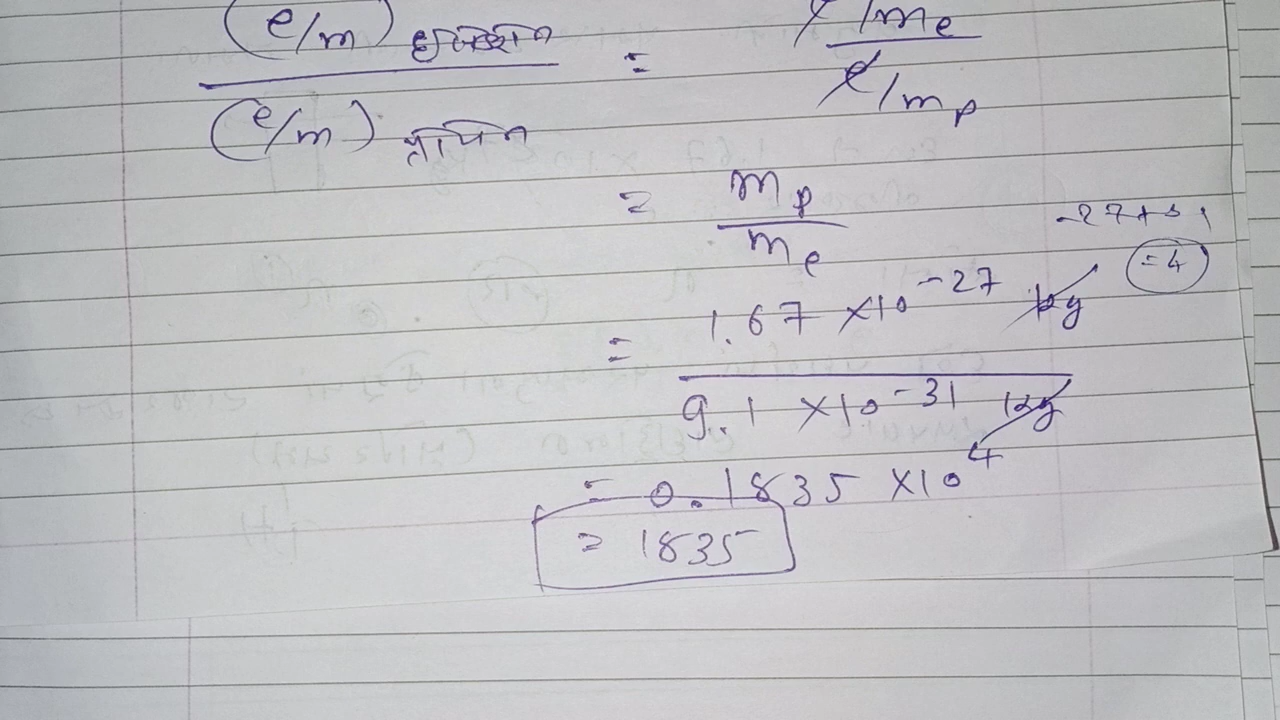 (e/m) इलेक्ट्रॉन = e/me
(e/m) प्रोटॉन e/mp
= mp
me
-27+31
=4
= 1.67 ×10⁻²⁷ kg
9.1 ×10⁻³¹ kg
= 0.1835 ×10⁴
= 1835